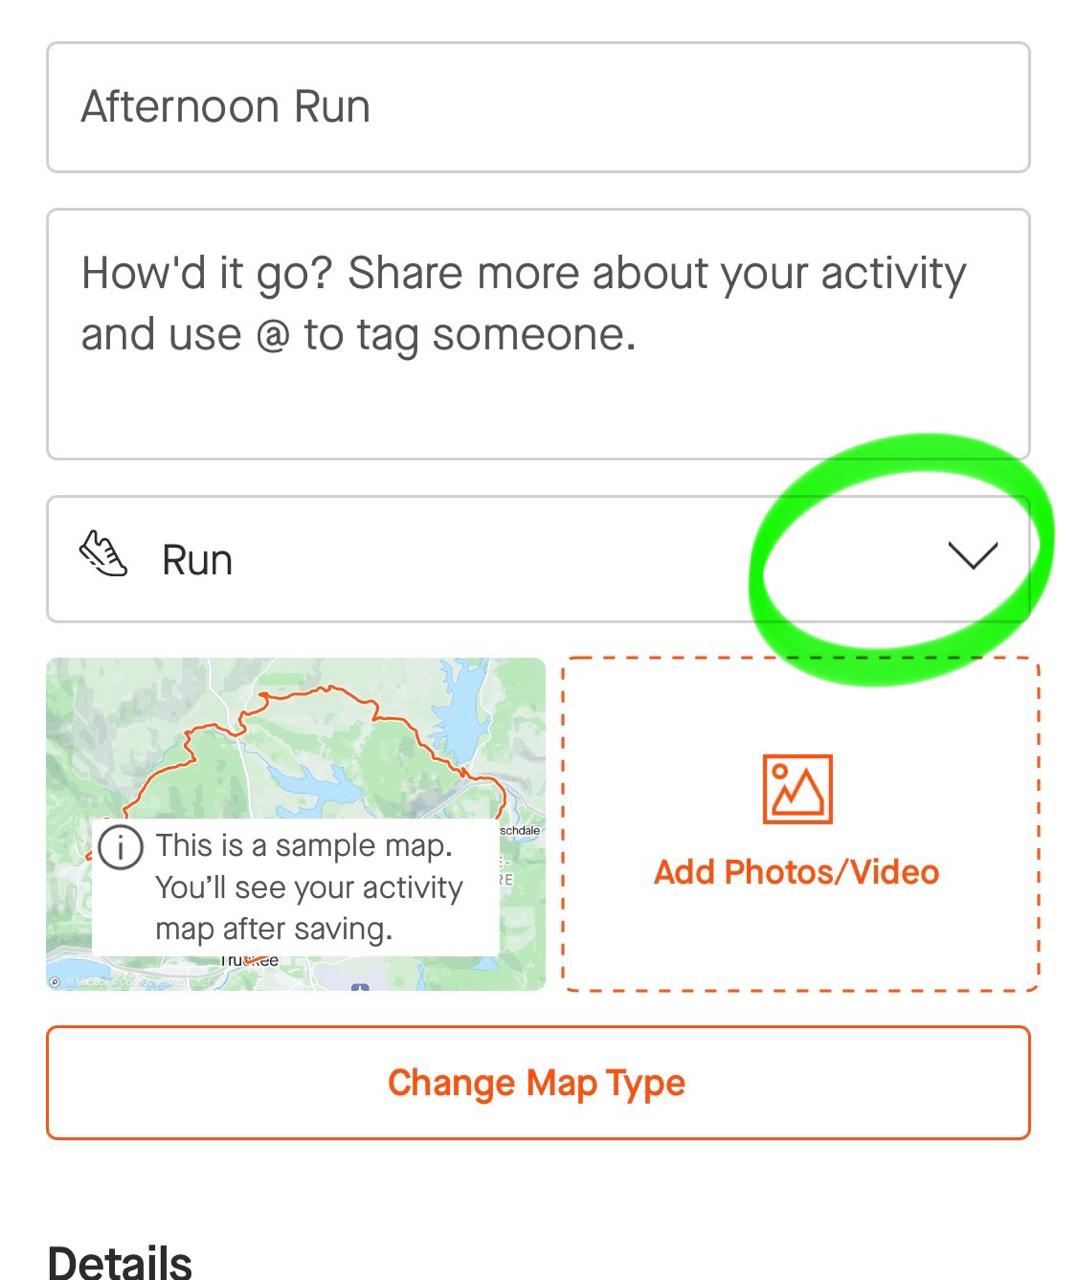 Afternoon Run
How'd it go? Share more about your activity
and use @ to tag someone.
Run
schdale
This is a sample map.
You'll see your activity
map after saving.
RE
Truckee
© Mapbox © OpenStreetMap
Add Photos/Video
Change Map Type
Details